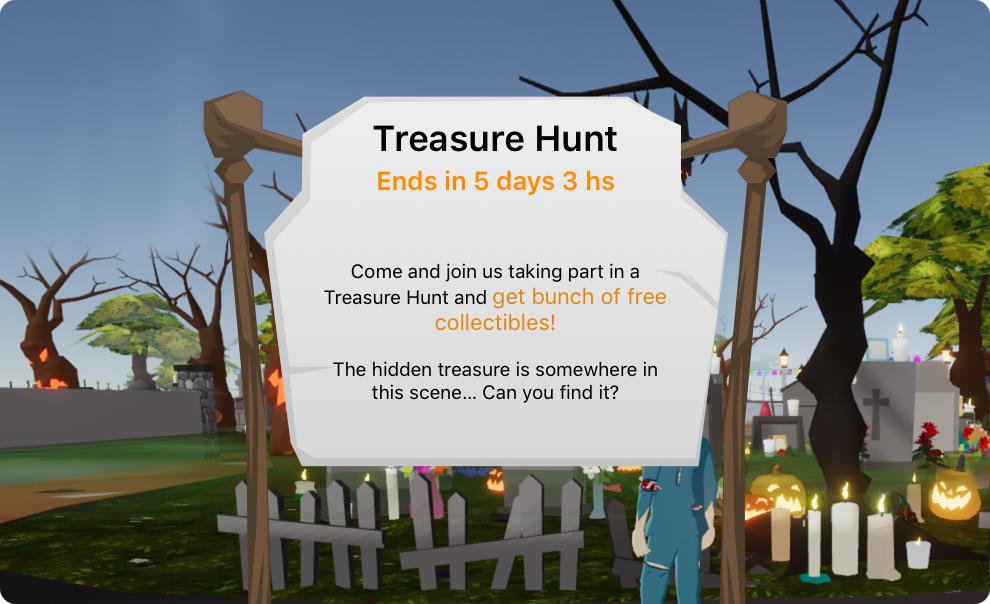 Treasure Hunt
Ends in 5 days 3 hs
Come and join us taking part in a
Treasure Hunt and get bunch of free
collectibles!
The hidden treasure is somewhere in
this scene... Can you find it?